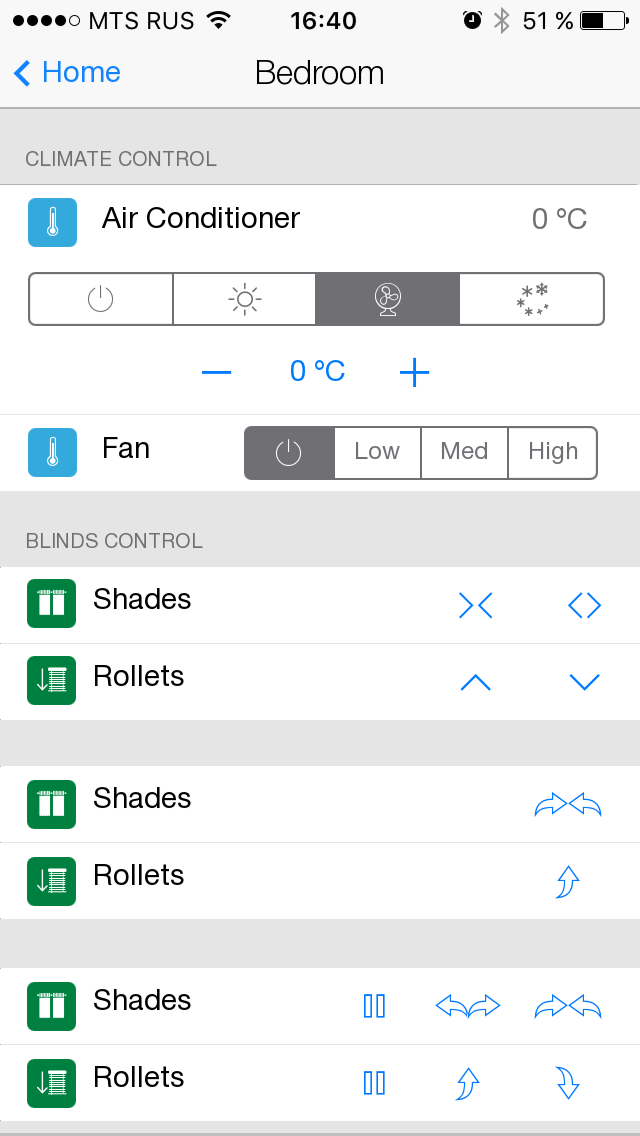 MTS RUS 16:40 51 %
Home Bedroom
CLIMATE CONTROL
Air Conditioner 0 °C
0 °C
Fan Low Med High
BLINDS CONTROL
Shades
Rollets
Shades
Rollets
Shades
Rollets